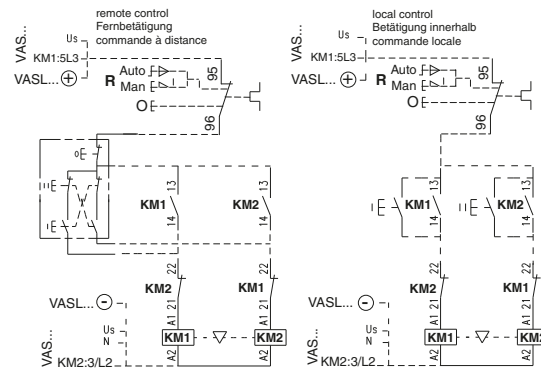 remote control
Fernbetätigung
commande à distance
VAS...
Us
KM1:5L3
VASL... +
R
Auto
Man
O
95
96
O
II
I
KM1
13
14
KM2
13
14
KM2
22
21
KM1
22
21
VASL... -
Us
N
VAS...
KM2:3/L2
A1
KM1
A2
A1
KM2
local control
Betätigung innerhalb
commande locale
VAS...
Us
KM1:5L3
VASL... +
R
Auto
Man
O
95
96
I
KM1
13
14
II
KM2
13
14
KM2
22
21
KM1
22
21
VASL... -
Us
N
VAS...
KM2:3/L2
A1
KM1
A2
A1
KM2